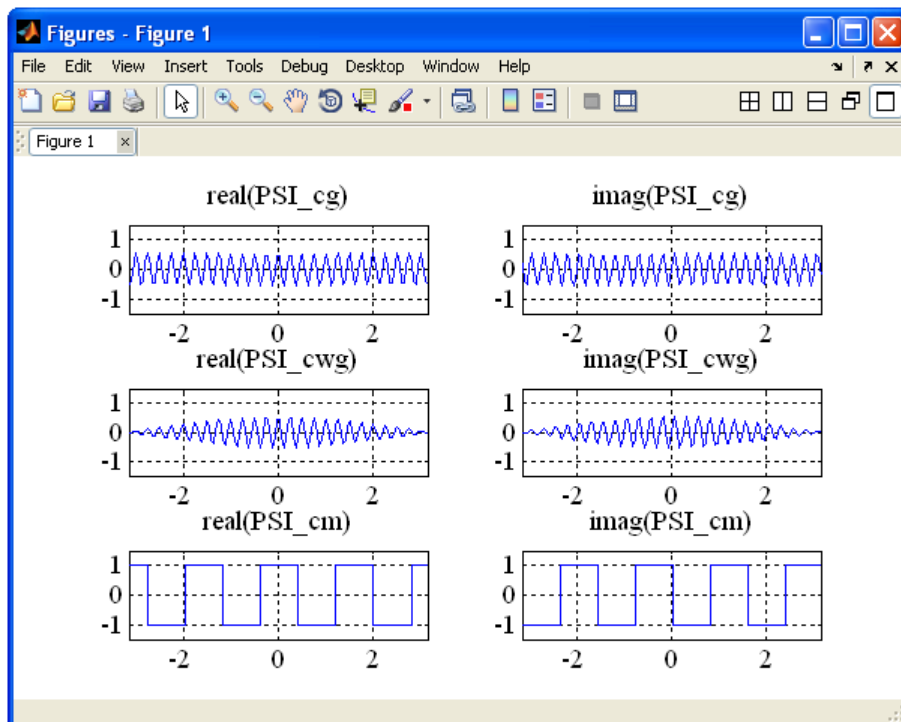 Figures - Figure 1
File Edit View Insert Tools Debug Desktop Window Help
Figure 1
real(PSI_cg) imag(PSI_cg)
1 1
0 0
-1 -1
-2 0 2 -2 0 2
real(PSI_cwg) imag(PSI_cwg)
1 1
0 0
-1 -1
-2 0 2 -2 0 2
real(PSI_cm) imag(PSI_cm)
1 1
0 0
-1 -1
-2 0 2 -2 0 2